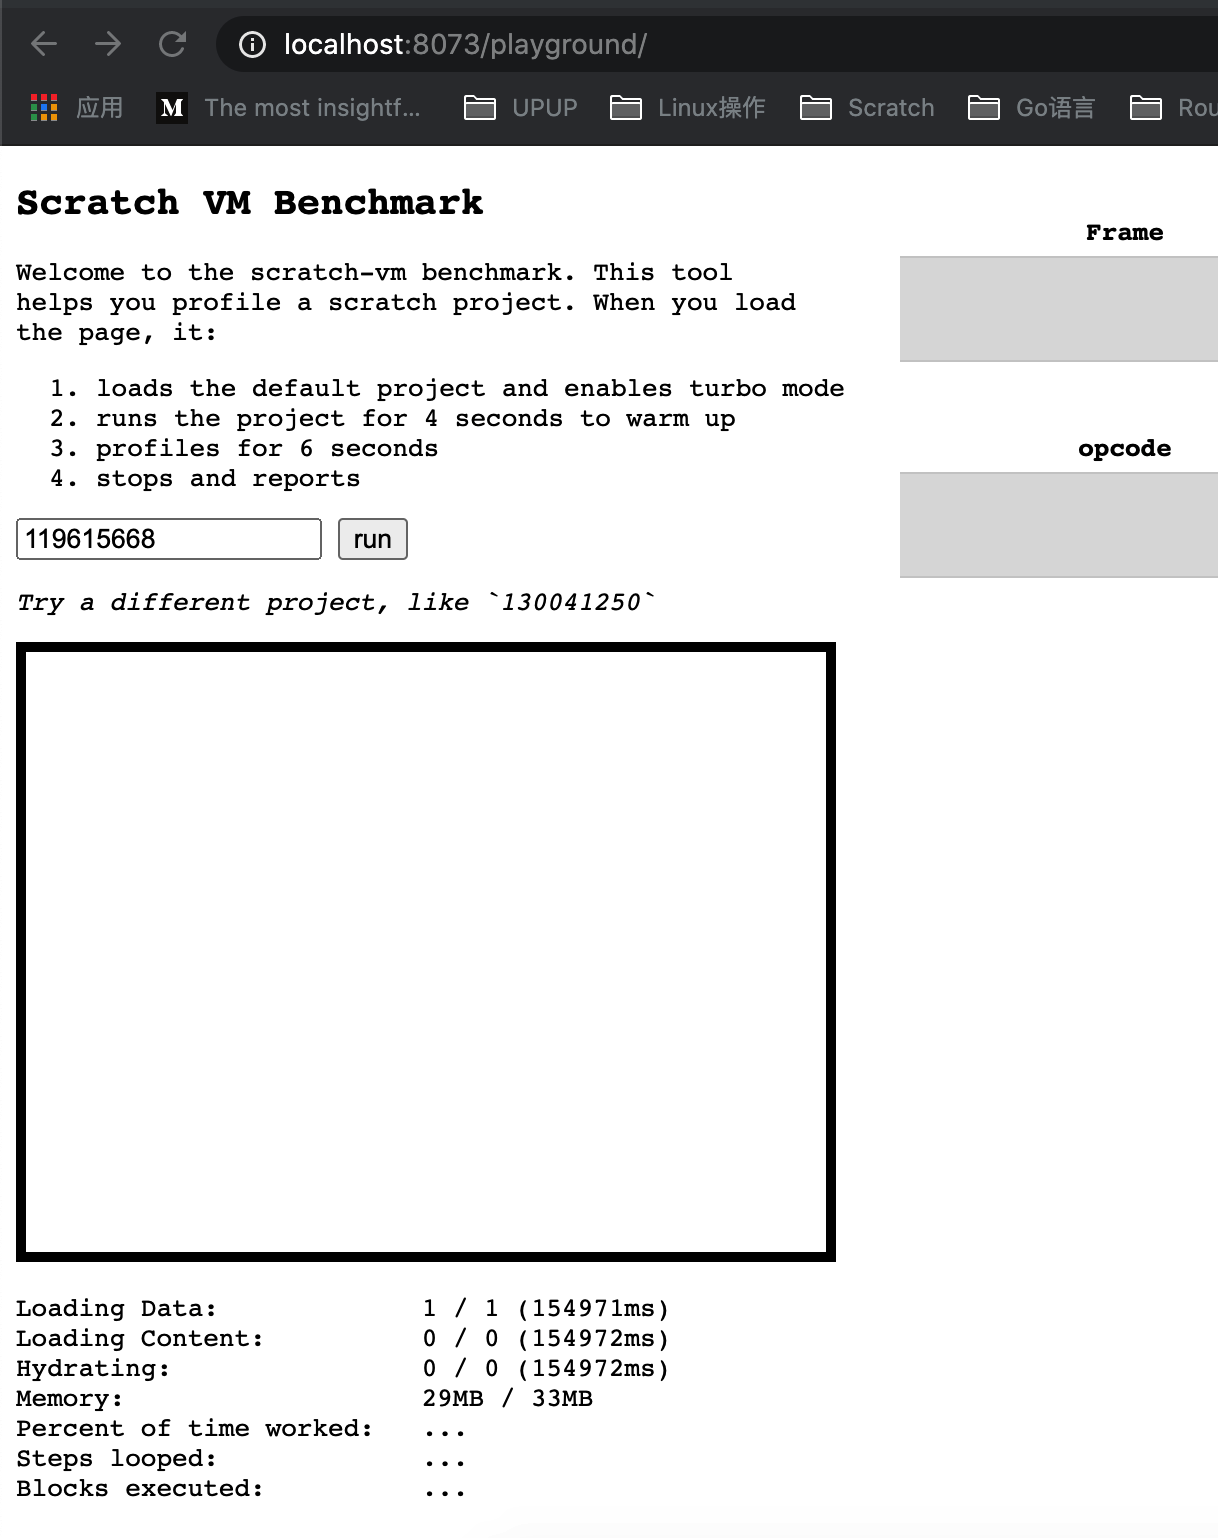 localhost:8073/playground/
应用 M The most insightf... UPUP Linux操作 Scratch Go语言 Rou
Scratch VM Benchmark
Welcome to the scratch-vm benchmark. This tool
helps you profile a scratch project. When you load
the page, it:
1. loads the default project and enables turbo mode
2. runs the project for 4 seconds to warm up
3. profiles for 6 seconds
4. stops and reports
119615668 run
Try a different project, like `130041250`
Loading Data: 1 / 1 (154971ms)
Loading Content: 0 / 0 (154972ms)
Hydrating: 0 / 0 (154972ms)
Memory: 29MB / 33MB
Percent of time worked: ...
Steps looped: ...
Blocks executed: ...
Frame
opcode